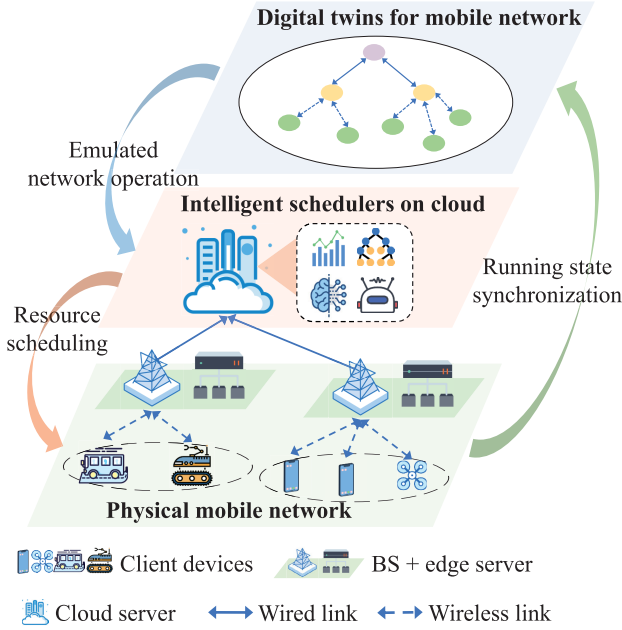 Digital twins for mobile network
Emulated
network operation
Intelligent schedulers on cloud
Running state
synchronization
Resource
scheduling
Physical mobile network
Client devices
BS + edge server
Cloud server
Wired link
Wireless link